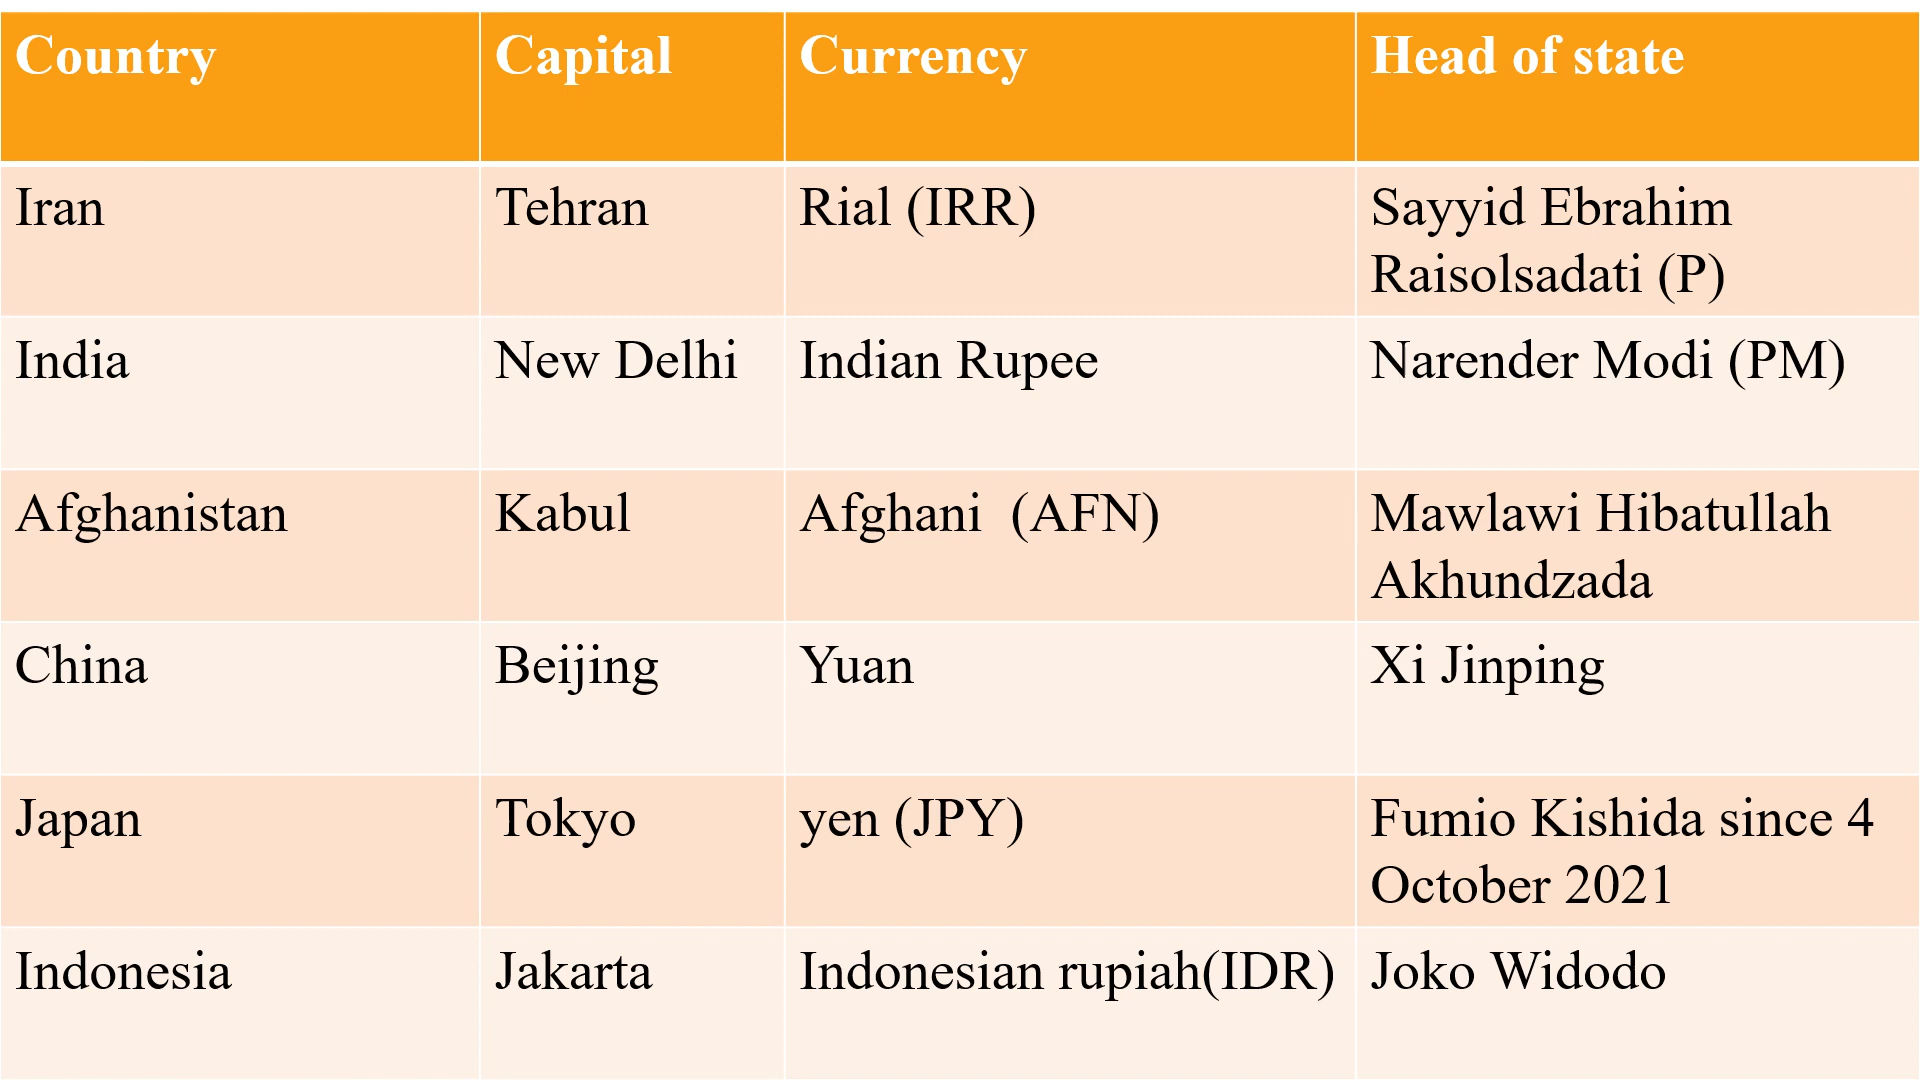 Country Capital Currency Head of state
Iran Tehran Rial (IRR) Sayyid Ebrahim
Raisolsadati (P)
India New Delhi Indian Rupee Narender Modi (PM)
Afghanistan Kabul Afghani  (AFN) Mawlawi Hibatullah
Akhundzada
China Beijing Yuan Xi Jinping
Japan Tokyo yen (JPY) Fumio Kishida since 4
October 2021
Indonesia Jakarta Indonesian rupiah(IDR) Joko Widodo